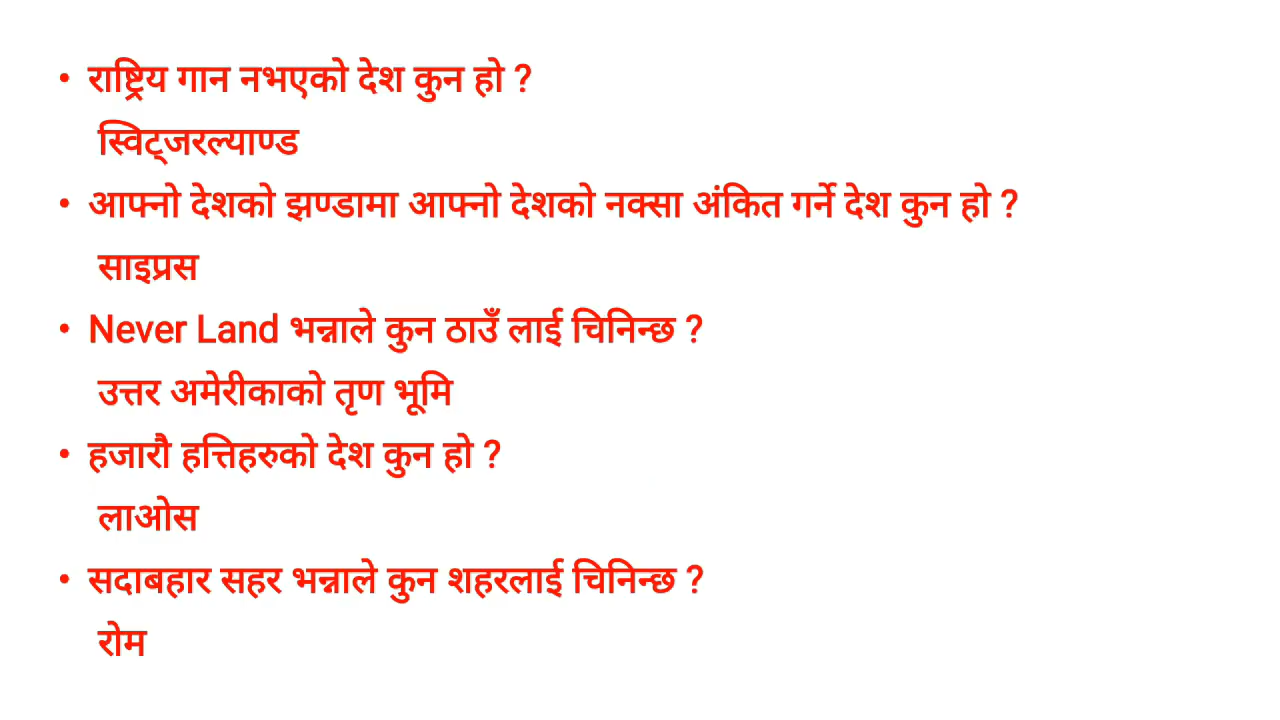 • राष्ट्रिय गान नभएको देश कुन हो ?
स्विट्जरल्याण्ड
• आफ्नो देशको झण्डामा आफ्नो देशको नक्सा अंकित गर्ने देश कुन हो ?
साइप्रस
• Never Land भन्नाले कुन ठाउँ लाई चिनिन्छ ?
उत्तर अमेरीकाको तृण भूमि
• हजारौ हत्तिहरुको देश कुन हो ?
लाओस
• सदाबहार सहर भन्नाले कुन शहरलाई चिनिन्छ ?
रोम